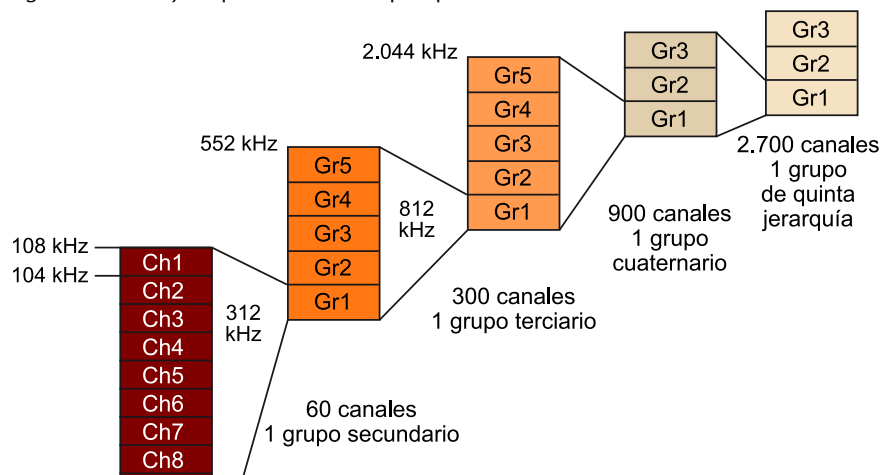 2.044 kHz
552 kHz
108 kHz
104 kHz
Ch1
Ch2
Ch3
Ch4
Ch5
Ch6
Ch7
Ch8
312
kHz
60 canales
1 grupo secundario
Gr5
Gr4
Gr3
Gr2
Gr1
812
kHz
300 canales
1 grupo terciario
Gr5
Gr4
Gr3
Gr2
Gr1
900 canales
1 grupo
cuaternario
Gr3
Gr2
Gr1
2.700 canales
1 grupo
de quinta
jerarquía
Gr3
Gr2
Gr1